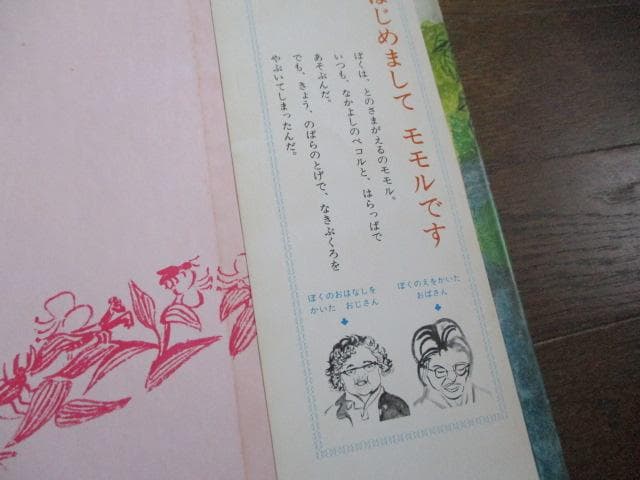 はじめまして モモルです
ぼくは、とのさまがえるのモモル。
いつも、なかよしのペコルと、はらっぱで
あそぶんだ。
でも、きょう、のばらのとげで、なきぶくろを
やぶいてしまったんだ。
ぼくのおはなしを
かいた おじさん
ぼくのえをかいた
おばさん